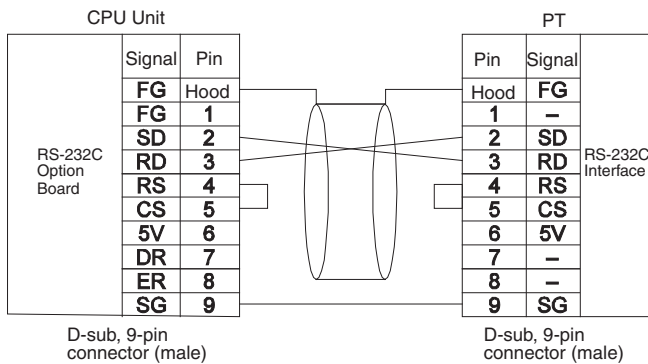 CPU Unit
PT
Signal Pin
Pin Signal
FG Hood
Hood FG
FG 1
1 –
SD 2
2 SD
RD 3
3 RD
RS 4
4 RS
CS 5
5 CS
5V 6
6 5V
DR 7
7 –
ER 8
8 –
SG 9
9 SG
RS-232C
Option
Board
RS-232C
Interface
D-sub, 9-pin
connector (male)
D-sub, 9-pin
connector (male)